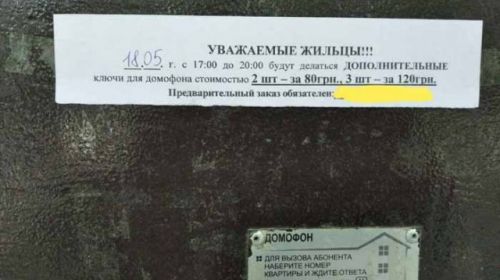 УВАЖАЕМЫЕ ЖИЛЬЦЫ!!!
18.05 г. с 17:00 до 20:00 будут делаться ДОПОЛНИТЕЛЬНЫЕ
ключи для домофона стоимостью 2 шт – за 80грн., 3 шт – за 120грн.
Предварительный заказ обязателен:
ДОМОФОН
ДЛЯ ВЫЗОВА АБОНЕНТА
НАБЕРИТЕ НОМЕР
КВАРТИРЫ И ЖДИТЕ ОТВЕТА